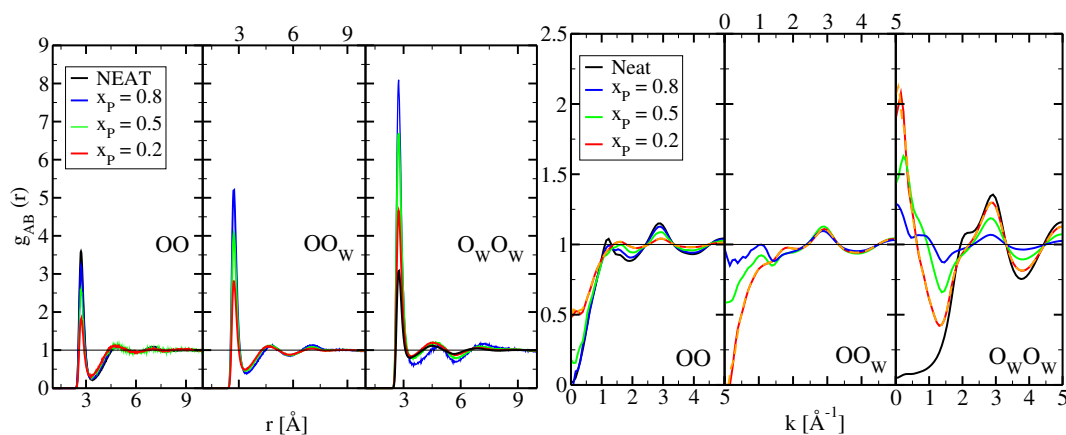 3 6 9
9
8
7
6
5
4
3
2
1
0
g_AB (r)
NEAT
x_P = 0.8
x_P = 0.5
x_P = 0.2
OO
OO_W
O_WO_W
3 6 9 3 6 9 3 6 9
r [Å]
0 1 2 3 4 5
2.5
2
1.5
1
0.5
0
Neat
x_P = 0.8
x_P = 0.5
x_P = 0.2
OO
OO_W
O_WO_W
0 1 2 3 4 5 0 1 2 3 4 5
k [Å⁻¹]